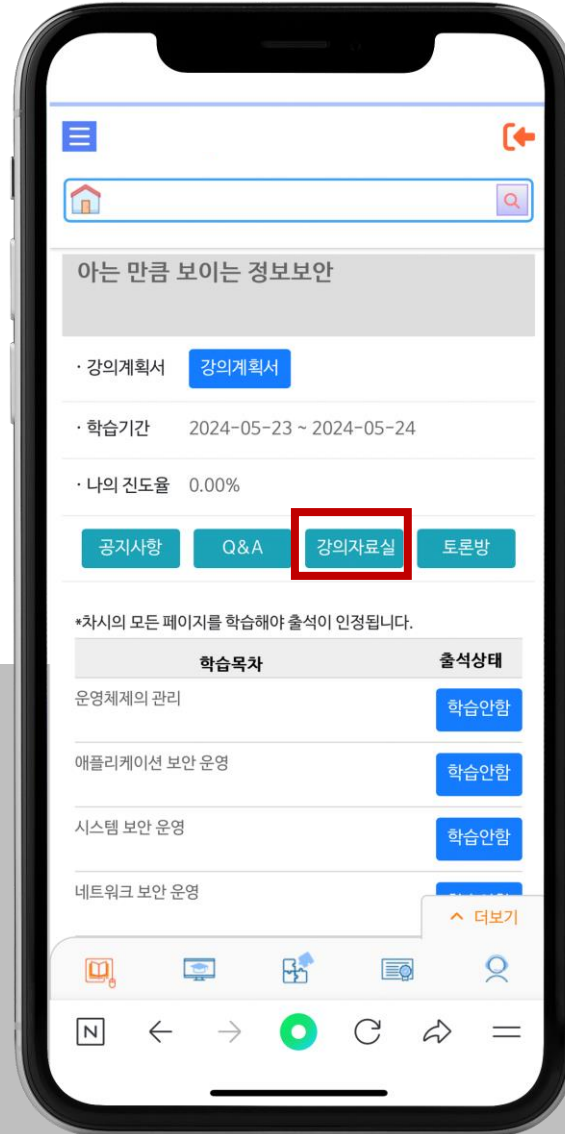 아는 만큼 보이는 정보보안
· 강의계획서 강의계획서
· 학습기간 2024-05-23 ~ 2024-05-24
· 나의 진도율 0.00%
공지사항 Q&A 강의자료실 토론방
*차시의 모든 페이지를 학습해야 출석이 인정됩니다.
학습목차 출석상태
운영체제의 관리 학습안함
애플리케이션 보안 운영 학습안함
시스템 보안 운영 학습안함
네트워크 보안 운영
더보기
N